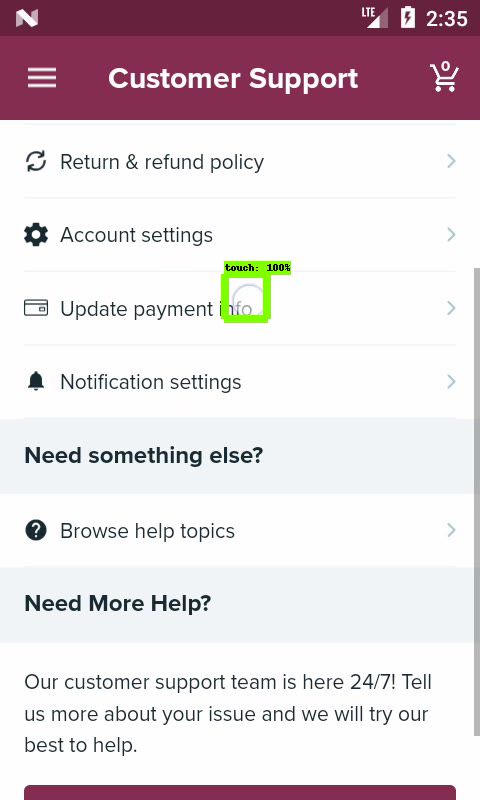 LTE 2:35
Customer Support
0
Return & refund policy
Account settings
touch: 100%
Update payment info
Notification settings
Need something else?
Browse help topics
Need More Help?
Our customer support team is here 24/7! Tell
us more about your issue and we will try our
best to help.